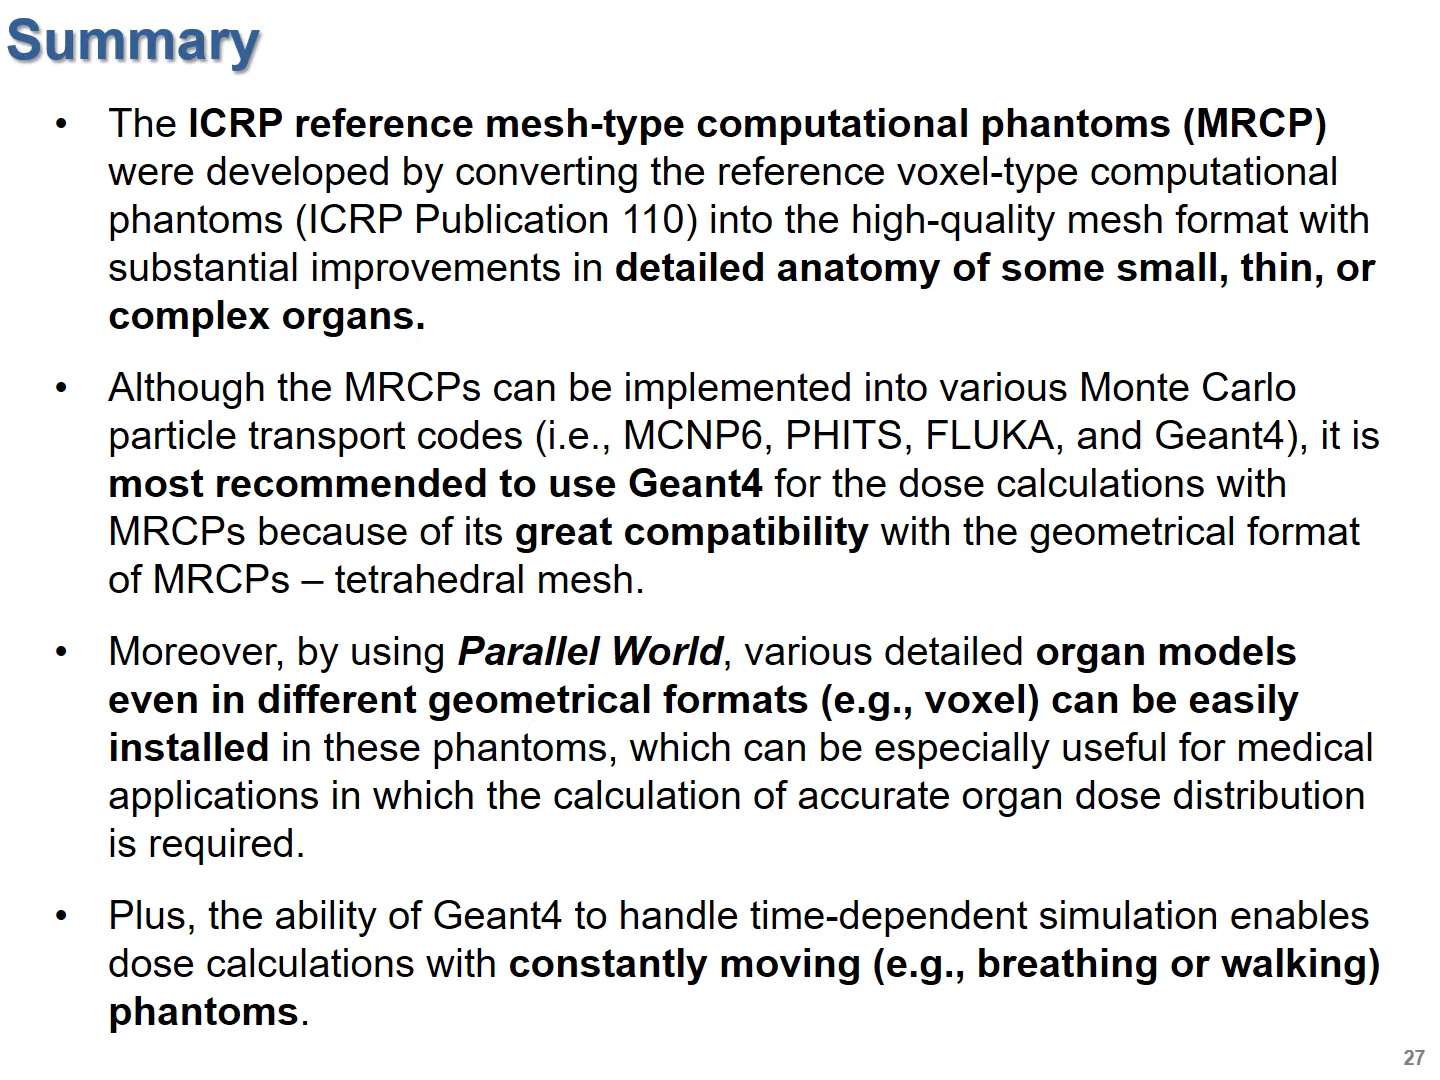 Summary
• The ICRP reference mesh-type computational phantoms (MRCP)
were developed by converting the reference voxel-type computational
phantoms (ICRP Publication 110) into the high-quality mesh format with
substantial improvements in detailed anatomy of some small, thin, or
complex organs.
• Although the MRCPs can be implemented into various Monte Carlo
particle transport codes (i.e., MCNP6, PHITS, FLUKA, and Geant4), it is
most recommended to use Geant4 for the dose calculations with
MRCPs because of its great compatibility with the geometrical format
of MRCPs – tetrahedral mesh.
• Moreover, by using Parallel World, various detailed organ models
even in different geometrical formats (e.g., voxel) can be easily
installed in these phantoms, which can be especially useful for medical
applications in which the calculation of accurate organ dose distribution
is required.
• Plus, the ability of Geant4 to handle time-dependent simulation enables
dose calculations with constantly moving (e.g., breathing or walking)
phantoms.
27